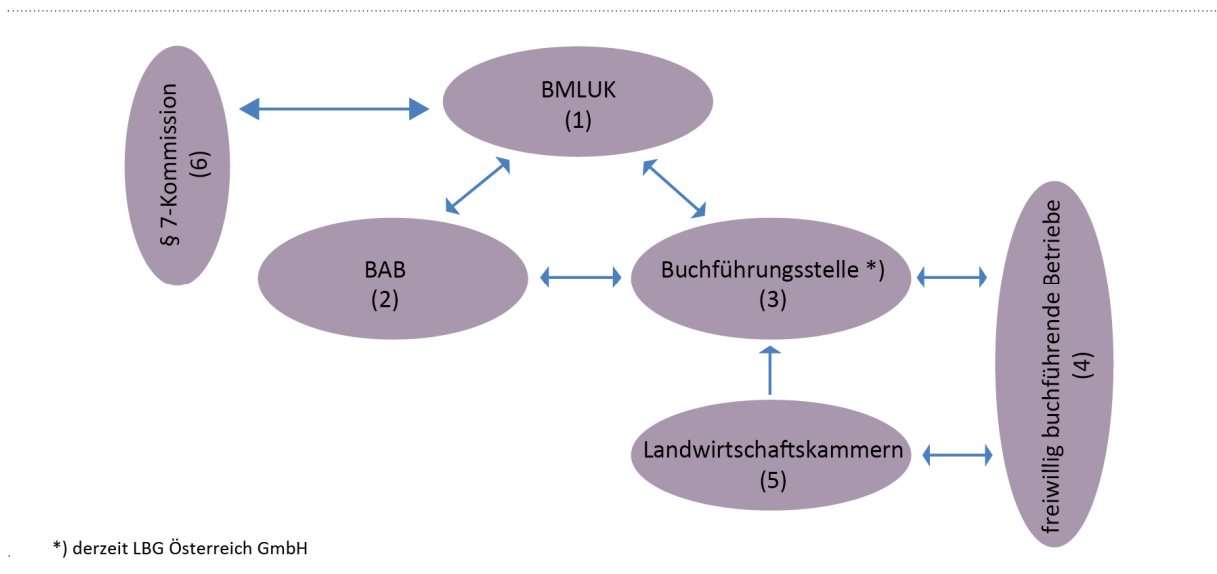 § 7-Kommission
(6)
BMLUK
(1)
BAB
(2)
Buchführungsstelle *)
(3)
freiwillig buchführende Betriebe
(4)
Landwirtschaftskammern
(5)
*) derzeit LBG Österreich GmbH